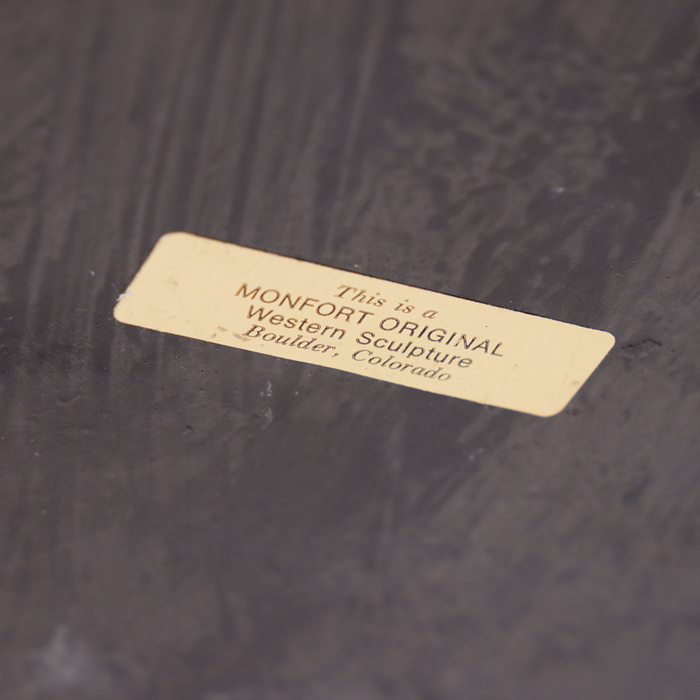 This is a
MONFORT ORIGINAL
Western Sculpture
Boulder, Colorado